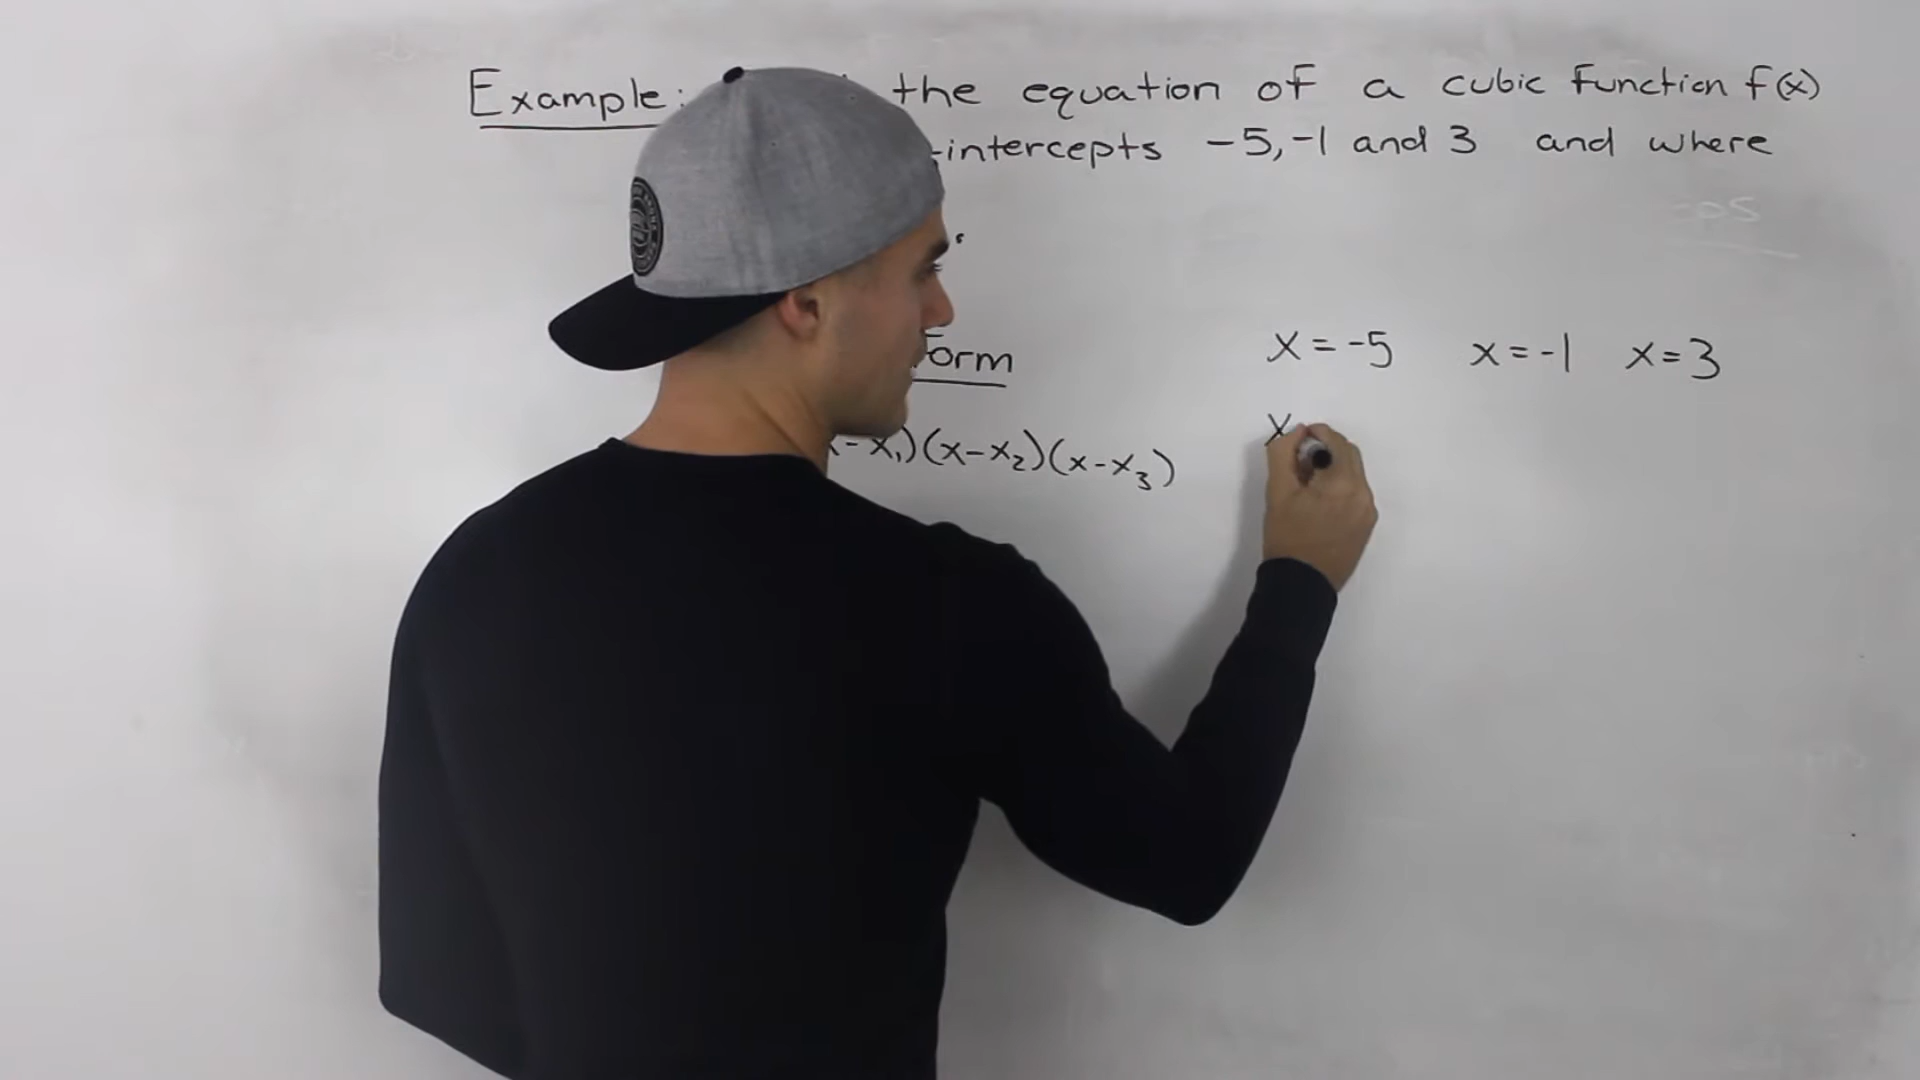 Example: the equation of a cubic function f(x)
-intercepts -5, -1 and 3 and where
Form
x = -5 x = -1 x = 3
-x₁)(x-x₂)(x-x₃)
x